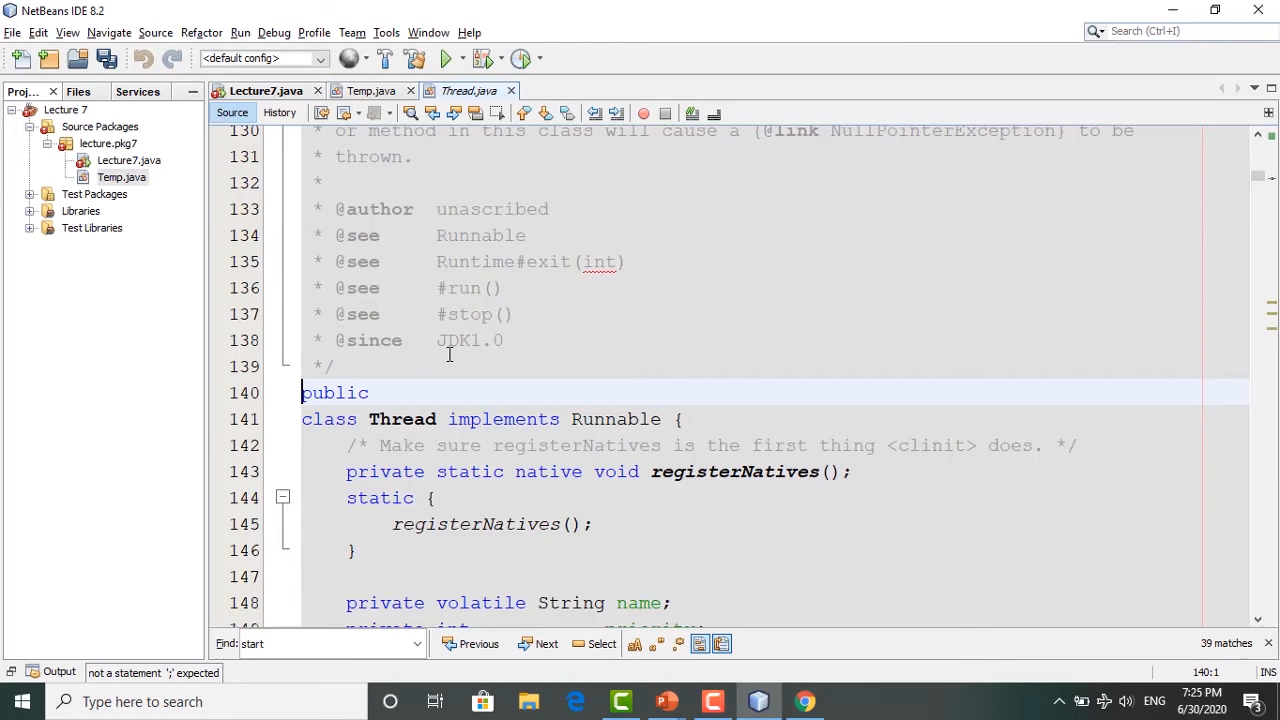 NetBeans IDE 8.2
File Edit View Navigate Source Refactor Run Debug Profile Team Tools Window Help
Search (Ctrl+I)
<default config>
Proj... Files Services
Lecture7.java Temp.java Thread.java
Source History
Lecture 7
Source Packages
lecture.pkg7
Lecture7.java
Temp.java
Test Packages
Libraries
Test Libraries
130 * or method in this class will cause a {@link NullPointerException} to be
131 * thrown.
132 *
133 * @author unascribed
134 * @see Runnable
135 * @see Runtime#exit(int)
136 * @see #run()
137 * @see #stop()
138 * @since JDK1.0
139 */
140 public
141 class Thread implements Runnable {
142 /* Make sure registerNatives is the first thing <clinit> does. */
143 private static native void registerNatives();
144 static {
145 registerNatives();
146 }
147
148 private volatile String name;
private int priority;
Find: start Previous Next Select 39 matches
Output not a statement ';' expected 140:1 INS
Type here to search
ENG
7:25 PM
6/30/2020
3